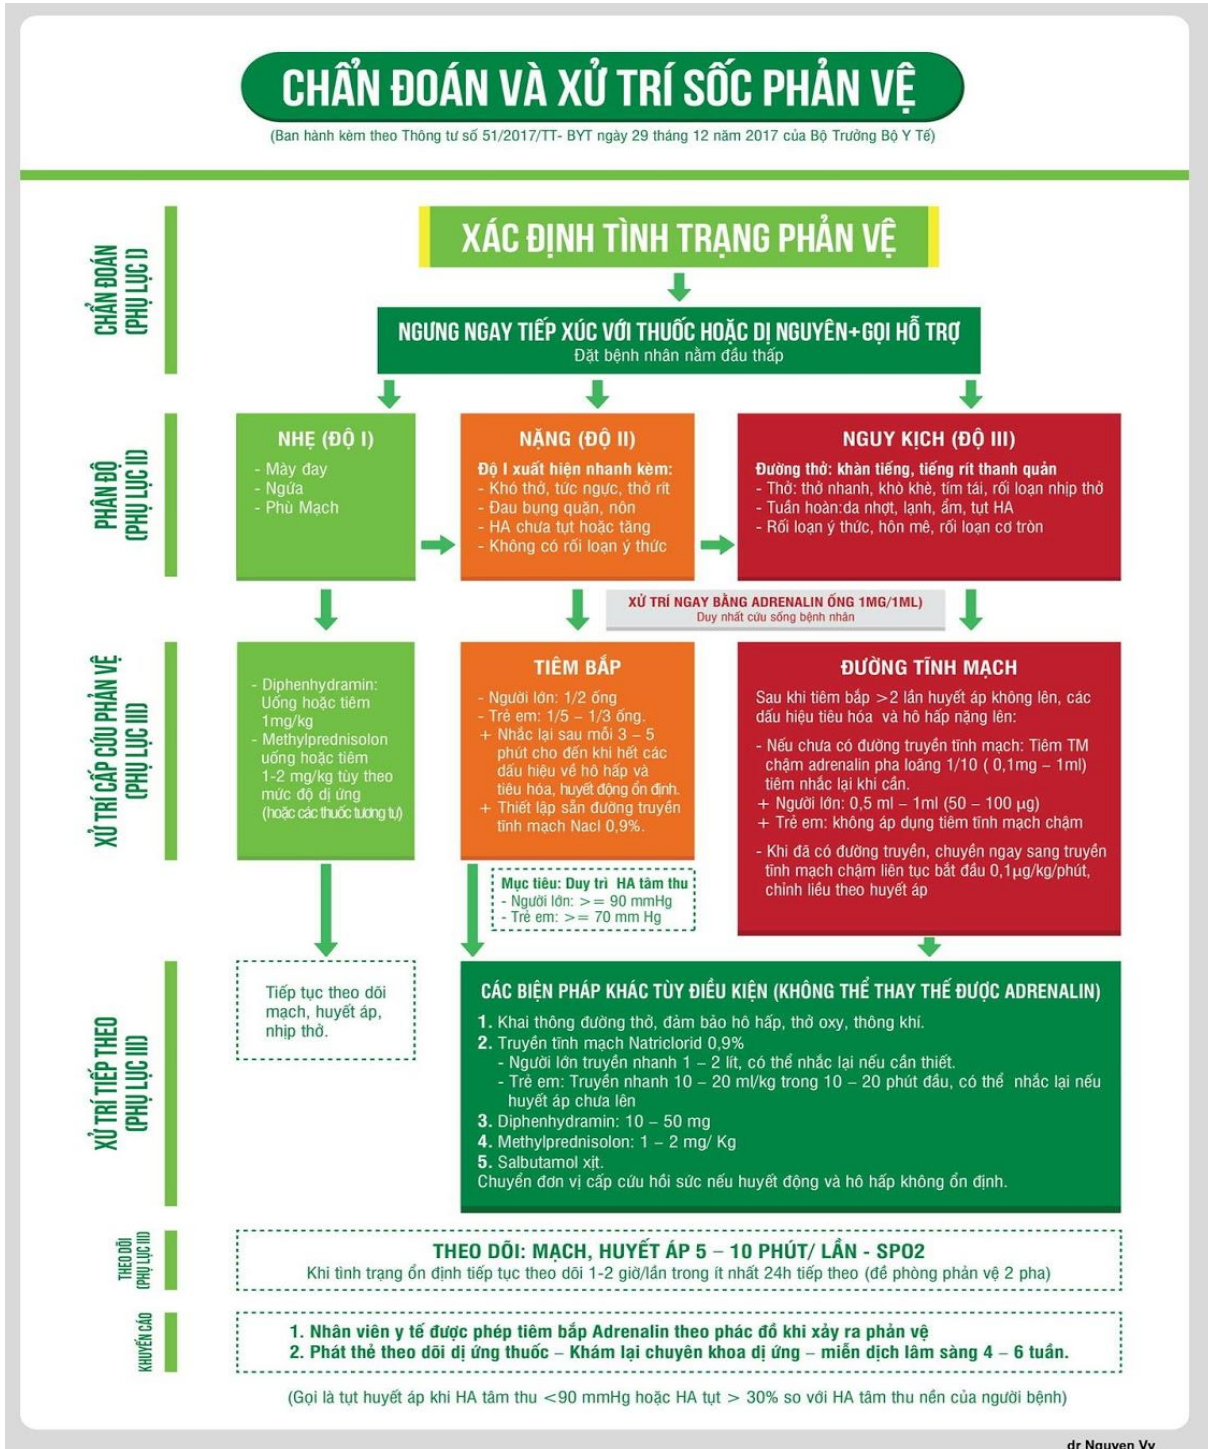 CHẨN ĐOÁN VÀ XỬ TRÍ SỐC PHẢN VỆ
(Ban hành kèm theo Thông tư số 51/2017/TT- BYT ngày 29 tháng 12 năm 2017 của Bộ Trưởng Bộ Y Tế)
CHẨN ĐOÁN
(PHỤ LỤC I)
XÁC ĐỊNH TÌNH TRẠNG PHẢN VỆ
NGƯNG NGAY TIẾP XÚC VỚI THUỐC HOẶC DỊ NGUYÊN+GỌI HỖ TRỢ
Đặt bệnh nhân nằm đầu thấp
PHÂN ĐỘ
(PHỤ LỤC II)
NHẸ (ĐỘ I)
- Mày đay
- Ngứa
- Phù Mạch
NẶNG (ĐỘ II)
Độ I xuất hiện nhanh kèm:
- Khó thở, tức ngực, thở rít
- Đau bụng quặn, nôn
- HA chưa tụt hoặc tăng
- Không có rối loạn ý thức
NGUY KỊCH (ĐỘ III)
Đường thở: khàn tiếng, tiếng rít thanh quản
- Thở: thở nhanh, khò khè, tím tái, rối loạn nhịp thở
- Tuần hoàn:da nhợt, lạnh, ẩm, tụt HA
- Rối loạn ý thức, hôn mê, rối loạn cơ tròn
XỬ TRÍ NGAY BẰNG ADRENALIN ỐNG 1MG/1ML)
Duy nhất cứu sống bệnh nhân
XỬ TRÍ CẤP CỨU PHẢN VỆ
(PHỤ LỤC III)
- Diphenhydramin:
Uống hoặc tiêm
1mg/kg
- Methylprednisolon
uống hoặc tiêm
1-2 mg/kg tùy theo
mức độ dị ứng
(hoặc các thuốc tương tự)
TIÊM BẮP
- Người lớn: 1/2 ống
- Trẻ em: 1/5 – 1/3 ống.
+ Nhắc lại sau mỗi 3 – 5
phút cho đến khi hết các
dấu hiệu về hô hấp và
tiêu hóa, huyết động ổn định.
+ Thiết lập sẵn đường truyền
tĩnh mạch Nacl 0,9%.
ĐƯỜNG TĨNH MẠCH
Sau khi tiêm bắp >2 lần huyết áp không lên, các
dấu hiệu tiêu hóa và hô hấp nặng lên:
- Nếu chưa có đường truyền tĩnh mạch: Tiêm TM
chậm adrenalin pha loãng 1/10 ( 0,1mg – 1ml)
tiêm nhắc lại khi cần.
+ Người lớn: 0,5 ml – 1ml (50 – 100 µg)
+ Trẻ em: không áp dụng tiêm tĩnh mạch chậm
- Khi đã có đường truyền, chuyển ngay sang truyền
tĩnh mạch chậm liên tục bắt đầu 0,1µg/kg/phút,
chỉnh liều theo huyết áp
Mục tiêu: Duy trì HA tâm thu
- Người lớn: >= 90 mmHg
- Trẻ em: >= 70 mm Hg
XỬ TRÍ TIẾP THEO
(PHỤ LỤC III)
Tiếp tục theo dõi
mạch, huyết áp,
nhịp thở.
CÁC BIỆN PHÁP KHÁC TÙY ĐIỀU KIỆN (KHÔNG THỂ THAY THẾ ĐƯỢC ADRENALIN)
1. Khai thông đường thở, đảm bảo hô hấp, thở oxy, thông khí.
2. Truyền tĩnh mạch Natriclorid 0,9%
- Người lớn truyền nhanh 1 – 2 lít, có thể nhắc lại nếu cần thiết.
- Trẻ em: Truyền nhanh 10 – 20 ml/kg trong 10 – 20 phút đầu, có thể nhắc lại nếu
huyết áp chưa lên
3. Diphenhydramin: 10 – 50 mg
4. Methylprednisolon: 1 – 2 mg/ Kg
5. Salbutamol xịt.
Chuyển đơn vị cấp cứu hồi sức nếu huyết động và hô hấp không ổn định.
THEO DÕI
(PHỤ LỤC III)
THEO DÕI: MẠCH, HUYẾT ÁP 5 – 10 PHÚT/ LẦN - SPO2
Khi tình trạng ổn định tiếp tục theo dõi 1-2 giờ/lần trong ít nhất 24h tiếp theo (đề phòng phản vệ 2 pha)
KHUYẾN CÁO
1. Nhân viên y tế được phép tiêm bắp Adrenalin theo phác đồ khi xảy ra phản vệ
2. Phát thẻ theo dõi dị ứng thuốc – Khám lại chuyên khoa dị ứng – miễn dịch lâm sàng 4 – 6 tuần.
(Gọi là tụt huyết áp khi HA tâm thu <90 mmHg hoặc HA tụt > 30% so với HA tâm thu nền của người bệnh)
dr Nguyen Vy